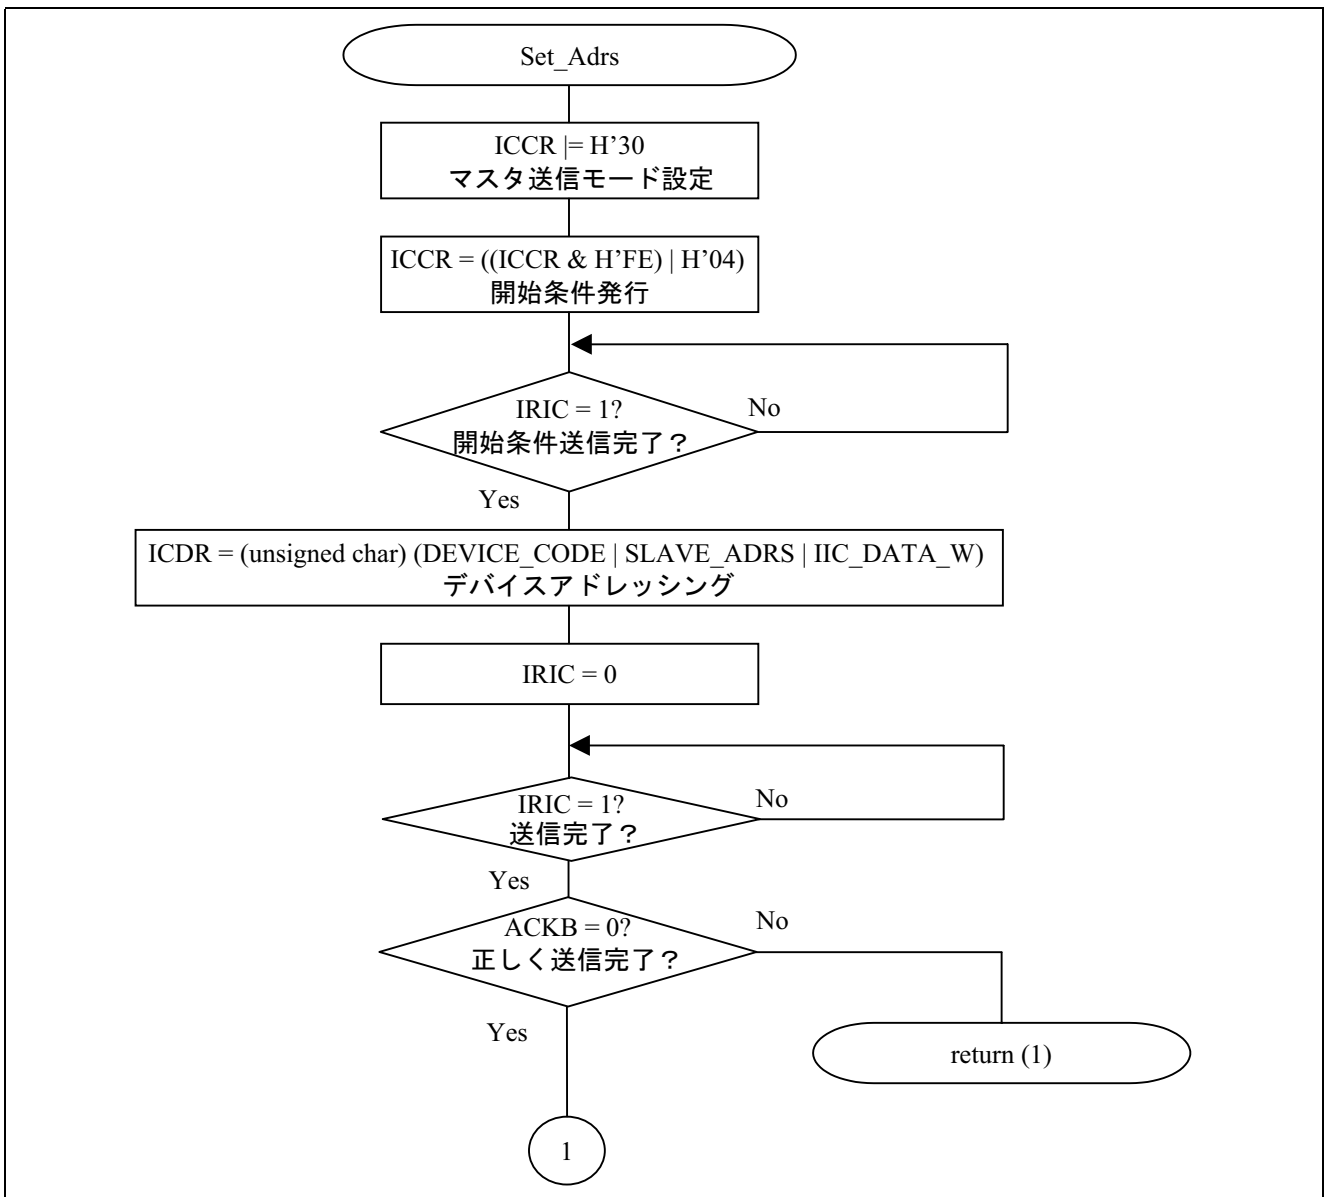 Set_Adrs
ICCR |= H’30
マスタ送信モード設定
ICCR = ((ICCR & H’FE) | H’04)
開始条件発行
IRIC = 1?
開始条件送信完了？
No
Yes
ICDR = (unsigned char) (DEVICE_CODE | SLAVE_ADRS | IIC_DATA_W)
デバイスアドレッシング
IRIC = 0
IRIC = 1?
送信完了？
No
Yes
ACKB = 0?
正しく送信完了？
No
Yes
return (1)
1